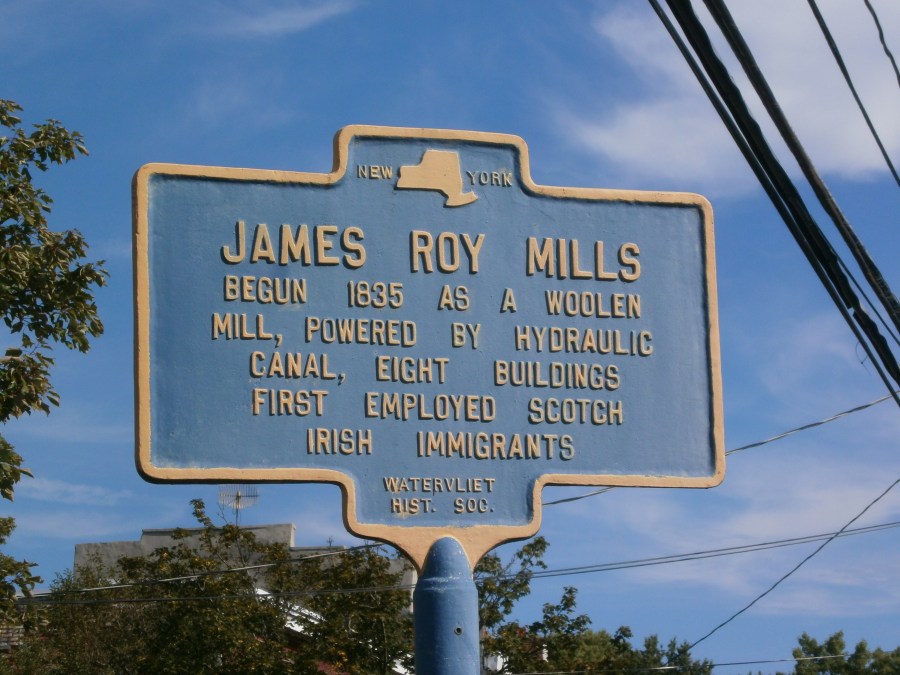 NEW YORK
JAMES ROY MILLS
BEGUN 1835 AS A WOOLEN
MILL, POWERED BY HYDRAULIC
CANAL, EIGHT BUILDINGS
FIRST EMPLOYED SCOTCH
IRISH IMMIGRANTS
WATERVLIET
HIST. SOC.